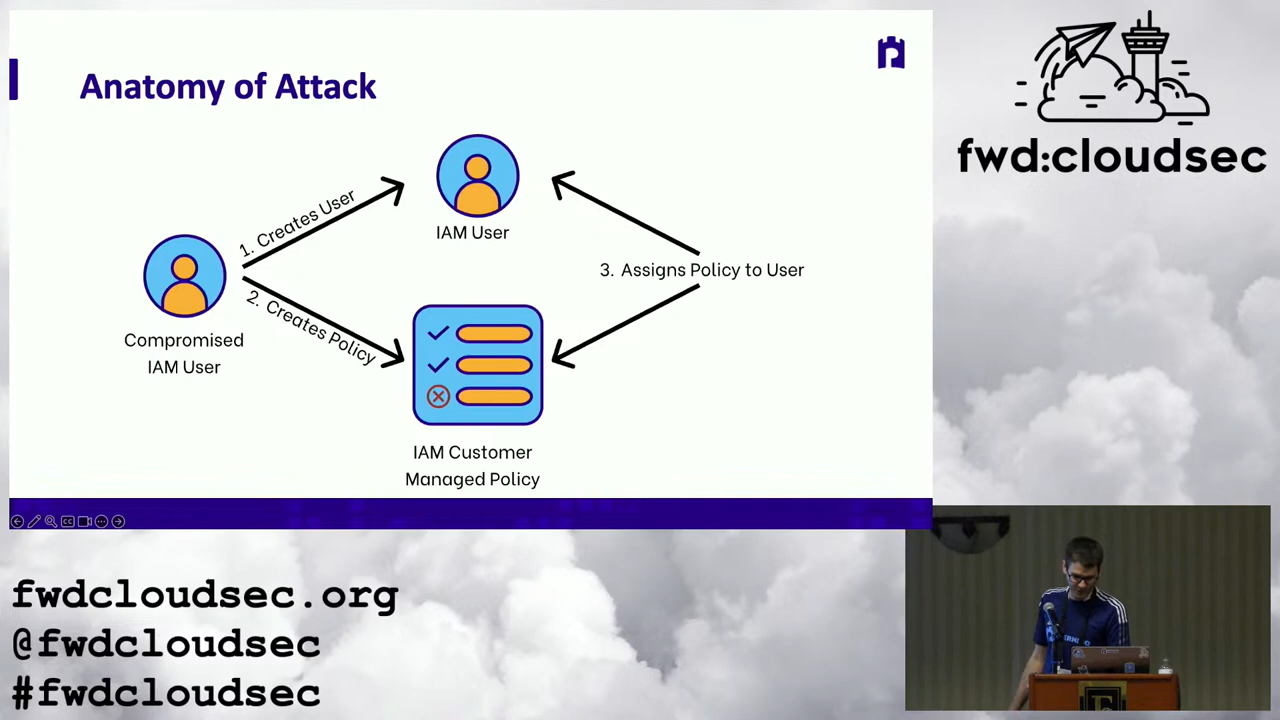 Anatomy of Attack
1. Creates User
IAM User
3. Assigns Policy to User
Compromised
IAM User
2. Creates Policy
IAM Customer
Managed Policy
CC
fwd:cloudsec
fwdcloudsec.org
@fwdcloudsec
#fwdcloudsec